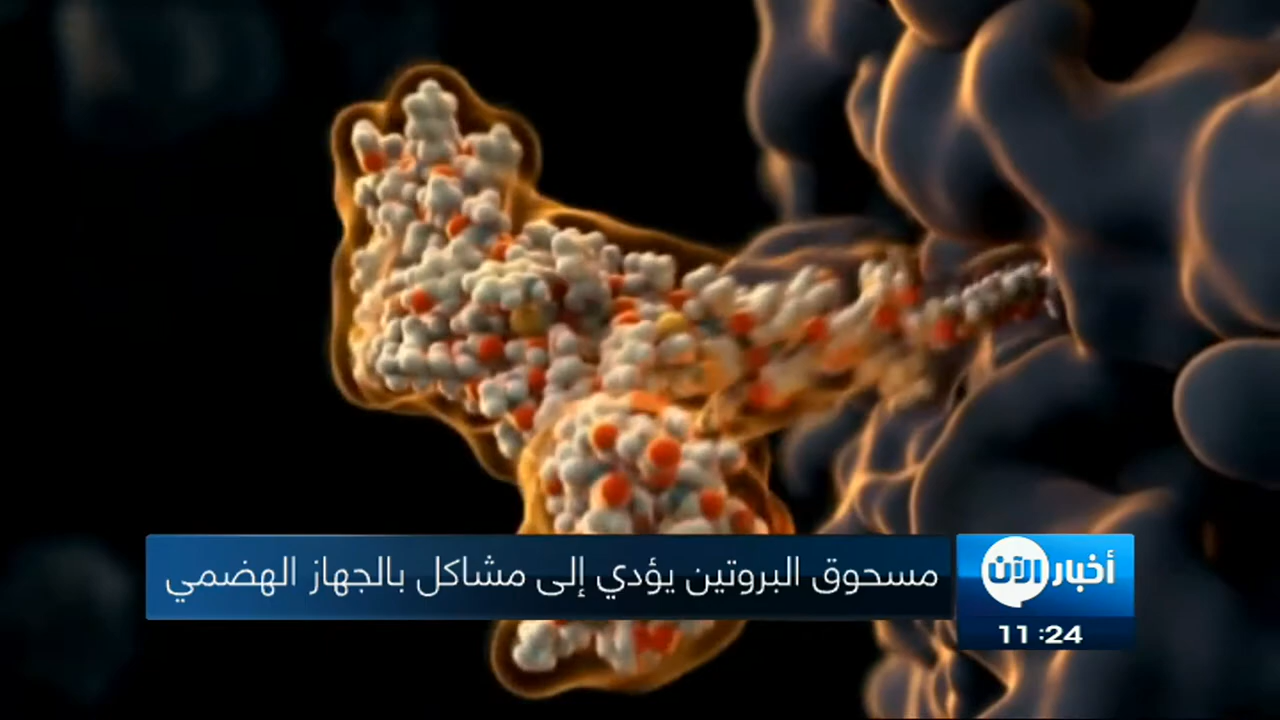 مسحوق البروتين يؤدي إلى مشاكل بالجهاز الهضمي
أخبار الآن
11:24